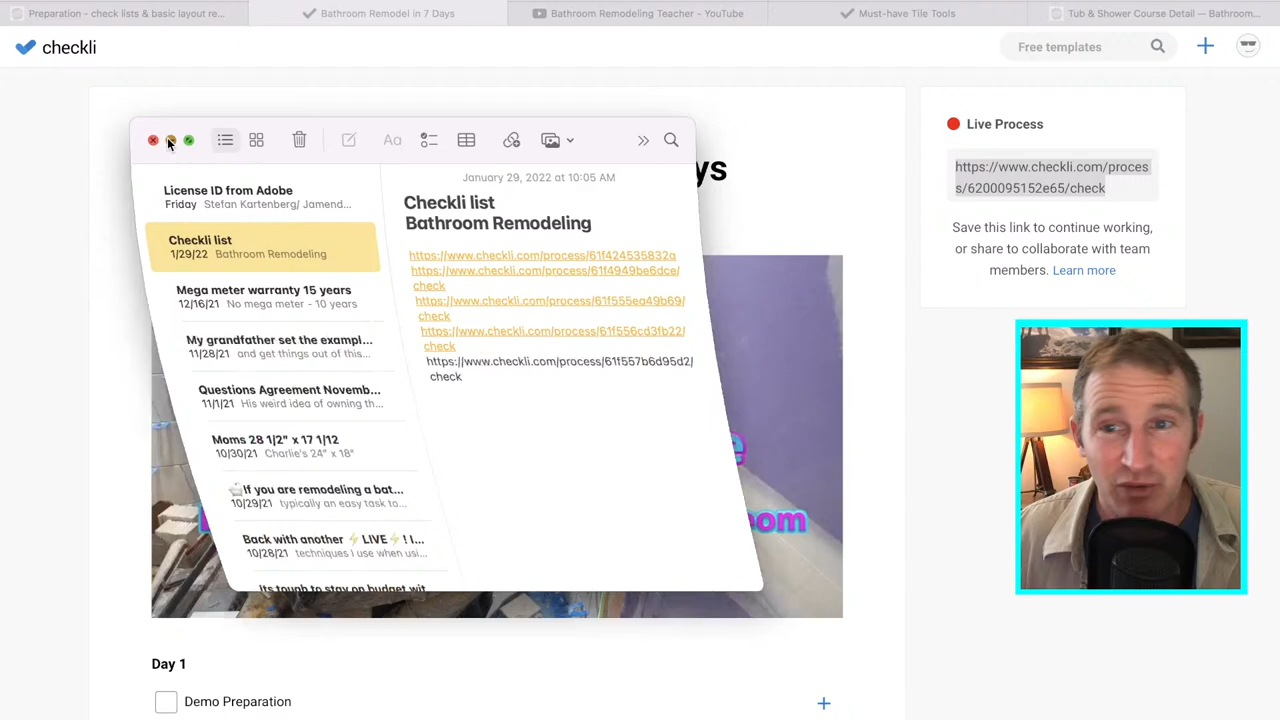 Preparation - check lists & basic layout re...
Bathroom Remodel in 7 Days
Bathroom Remodeling Teacher - YouTube
Must-have Tile Tools
Tub & Shower Course Detail — Bathroom...
checkli
Free templates
License ID from Adobe
Friday Stefan Kartenberg/ Jamend...
Checkli list
1/29/22 Bathroom Remodeling
Mega meter warranty 15 years
12/16/21 No mega meter - 10 years
My grandfather set the exampl...
11/28/21 and get things out of this...
Questions Agreement Novemb...
11/1/21 His weird idea of owning th...
Moms 28 1/2" x 17 1/12
10/30/21 Charlie's 24" x 18"
If you are remodeling a bat...
10/29/21 typically an easy task to...
Back with another ⚡LIVE⚡! I...
10/28/21 techniques I use when usi...
Its tough to stay on budget wit
January 29, 2022 at 10:05 AM
Checkli list
Bathroom Remodeling
https://www.checkli.com/process/61f424535832a
https://www.checkli.com/process/61f4949be6dce/
check
https://www.checkli.com/process/61f555ea49b69/
check
https://www.checkli.com/process/61f556cd3fb22/
check
https://www.checkli.com/process/61f557b6d95d2/
check
ys
e
oom
Day 1
Demo Preparation
Live Process
https://www.checkli.com/proces
s/6200095152e65/check
Save this link to continue working,
or share to collaborate with team
members. Learn more